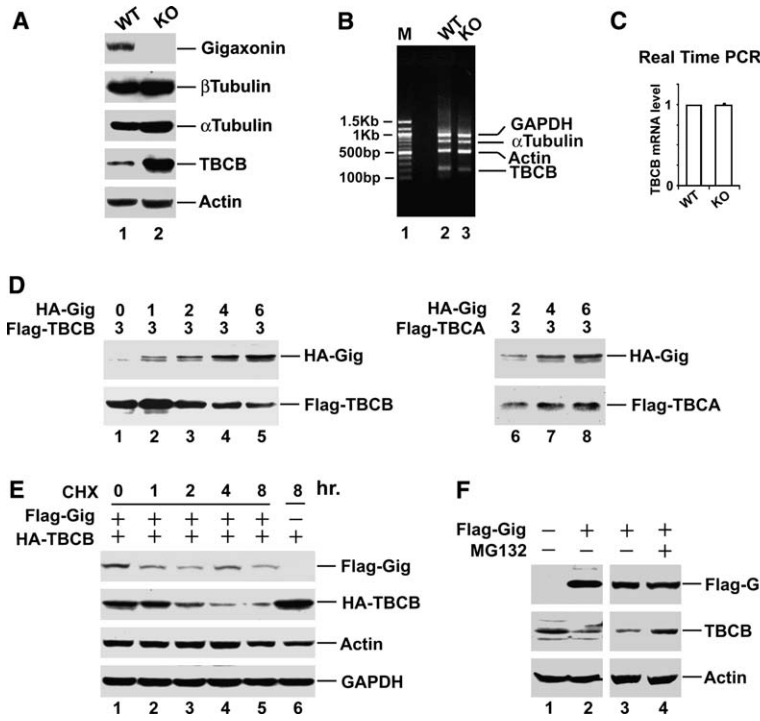 A
WT KO
Gigaxonin
βTubulin
αTubulin
TBCB
Actin
1 2
B
M WT KO
1.5Kb
1Kb
500bp
100bp
GAPDH
αTubulin
Actin
TBCB
1 2 3
C
Real Time PCR
TBCB mRNA level
1
0
WT KO
D
HA-Gig 0 1 2 4 6
Flag-TBCB 3 3 3 3 3
HA-Gig
Flag-TBCB
1 2 3 4 5
HA-Gig 2 4 6
Flag-TBCA 3 3 3
HA-Gig
Flag-TBCA
6 7 8
E
CHX 0 1 2 4 8 8 hr.
Flag-Gig + + + + + −
HA-TBCB + + + + + +
Flag-Gig
HA-TBCB
Actin
GAPDH
1 2 3 4 5 6
F
Flag-Gig − + + +
MG132 − − − +
Flag-G
TBCB
Actin
1 2 3 4